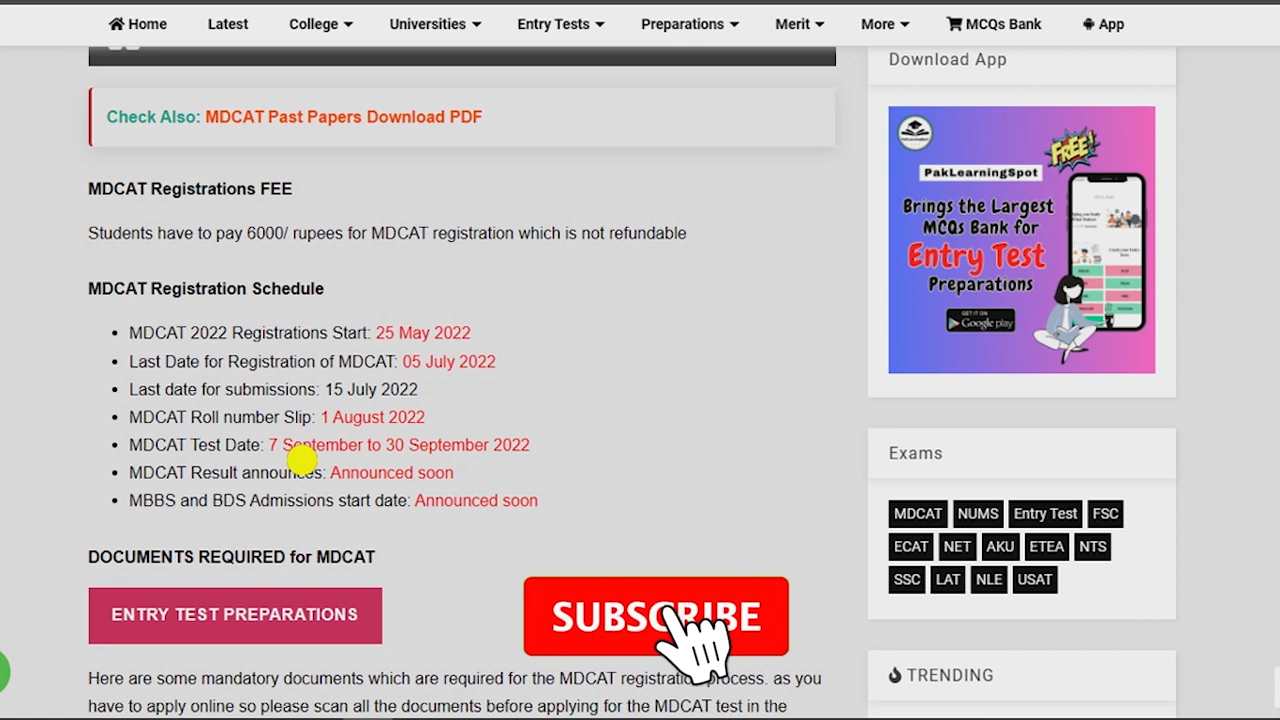 Home Latest College Universities Entry Tests Preparations Merit More MCQs Bank App
Download App
Check Also: MDCAT Past Papers Download PDF
MDCAT Registrations FEE
Students have to pay 6000/ rupees for MDCAT registration which is not refundable
MDCAT Registration Schedule
MDCAT 2022 Registrations Start: 25 May 2022
Last Date for Registration of MDCAT: 05 July 2022
Last date for submissions: 15 July 2022
MDCAT Roll number Slip: 1 August 2022
MDCAT Test Date: 7 September to 30 September 2022
MDCAT Result announces: Announced soon
MBBS and BDS Admissions start date: Announced soon
DOCUMENTS REQUIRED for MDCAT
ENTRY TEST PREPARATIONS
SUBSCRIBE
Here are some mandatory documents which are required for the MDCAT registration process. as you
have to apply online so please scan all the documents before applying for the MDCAT test in the
FREE!
PakLearningSpot
Brings the Largest
MCQs Bank for
Entry Test
Preparations
GET IT ON
Google play
Exams
MDCAT NUMS Entry Test FSC
ECAT NET AKU ETEA NTS
SSC LAT NLE USAT
TRENDING